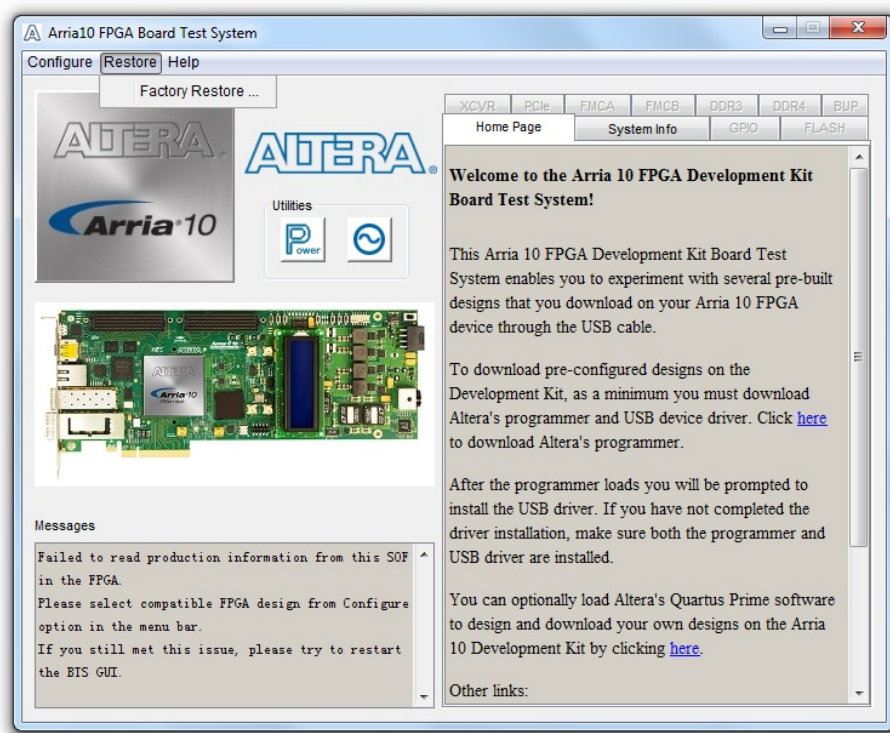 Arria10 FPGA Board Test System
Configure Restore Help
Factory Restore ...
ALTERA.
Arria 10
ALTERA.
Utilities
Power
XCVR PCIe FMCA FMCB DDR3 DDR4 BUP
Home Page System Info GPIO FLASH
Welcome to the Arria 10 FPGA Development Kit
Board Test System!
This Arria 10 FPGA Development Kit Board Test
System enables you to experiment with several pre-built
designs that you download on your Arria 10 FPGA
device through the USB cable.
To download pre-configured designs on the
Development Kit, as a minimum you must download
Altera's programmer and USB device driver. Click here
to download Altera's programmer.
After the programmer loads you will be prompted to
install the USB driver. If you have not completed the
driver installation, make sure both the programmer and
USB driver are installed.
You can optionally load Altera's Quartus Prime software
to design and download your own designs on the Arria
10 Development Kit by clicking here.
Other links:
ALTERA
Arria 10
Messages
Failed to read production information from this SOF
in the FPGA.
Please select compatible FPGA design from Configure
option in the menu bar.
If you still met this issue, please try to restart
the BTS GUI.